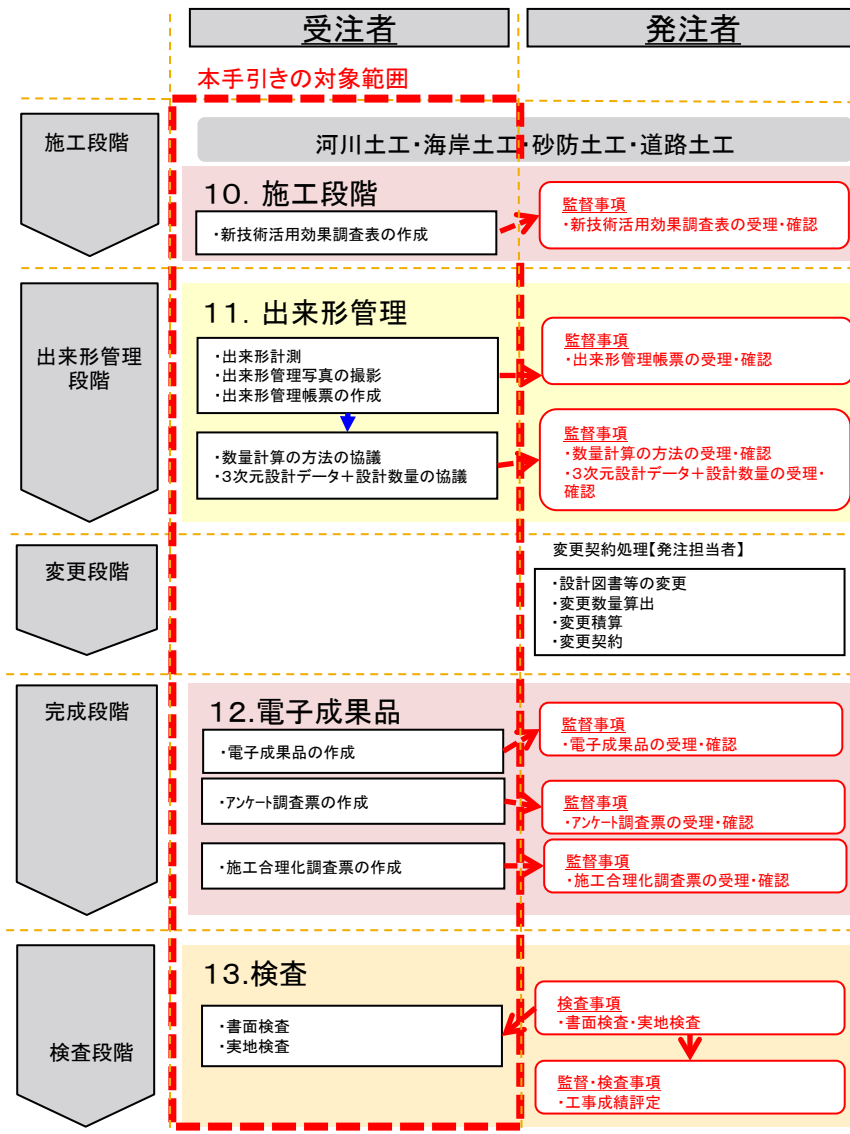 受注者
発注者
本手引きの対象範囲
施工段階
河川土工・海岸土工・砂防土工・道路土工
10. 施工段階
・新技術活用効果調査表の作成
監督事項
・新技術活用効果調査表の受理・確認
出来形管理
段階
11. 出来形管理
・出来形計測
・出来形管理写真の撮影
・出来形管理帳票の作成
監督事項
・出来形管理帳票の受理・確認
・数量計算の方法の協議
・3次元設計データ+設計数量の協議
監督事項
・数量計算の方法の受理・確認
・3次元設計データ+設計数量の受理・
確認
変更段階
変更契約処理【発注担当者】
・設計図書等の変更
・変更数量算出
・変更積算
・変更契約
完成段階
12.電子成果品
・電子成果品の作成
監督事項
・電子成果品の受理・確認
・アンケート調査票の作成
監督事項
・アンケート調査票の受理・確認
・施工合理化調査票の作成
監督事項
・施工合理化調査票の受理・確認
検査段階
13.検査
・書面検査
・実地検査
検査事項
・書面検査・実地検査
監督・検査事項
・工事成績評定